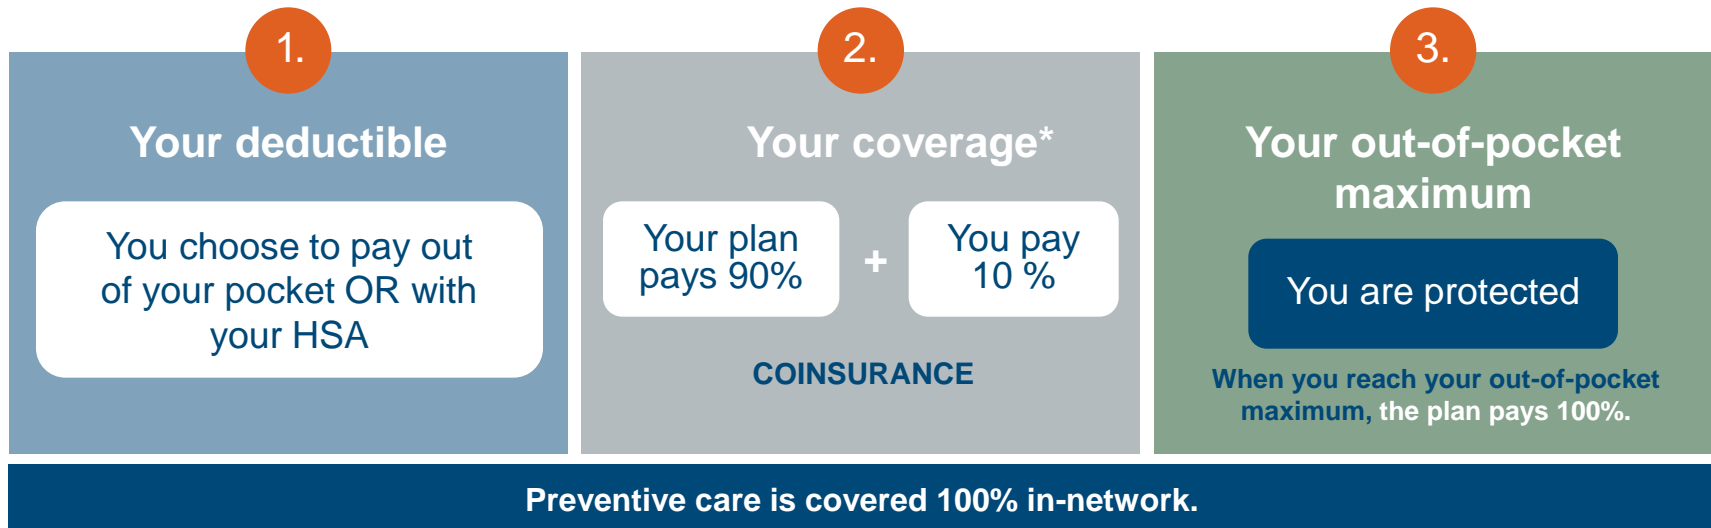 1.
Your deductible
You choose to pay out
of your pocket OR with
your HSA
2.
Your coverage*
Your plan
pays 90%
+
You pay
10 %
COINSURANCE
3.
Your out-of-pocket
maximum
You are protected
When you reach your out-of-pocket
maximum, the plan pays 100%.
Preventive care is covered 100% in-network.